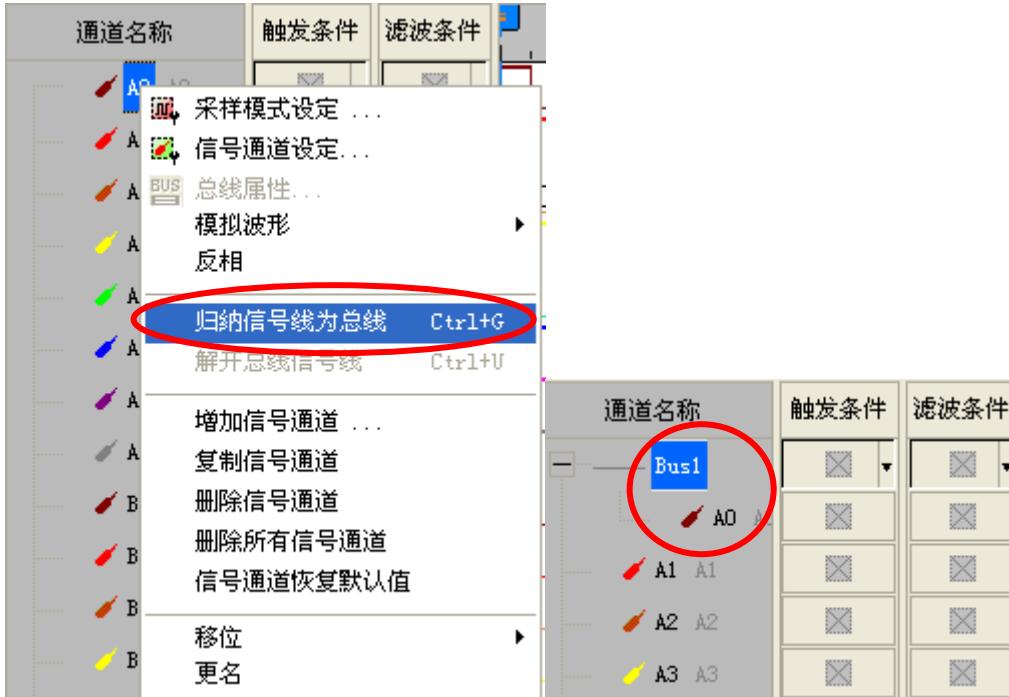 通道名称 触发条件 滤波条件
A0 A0
采样模式设定 ...
A
信号通道设定...
A
BUS 总线属性...
模拟波形
A
反相
A
归纳信号线为总线 Ctrl+G
A
解开总线信号线 Ctrl+U
A
增加信号通道 ...
A
复制信号通道
B
删除信号通道
B
删除所有信号通道
信号通道恢复默认值
B
移位
B
更名
通道名称 触发条件 滤波条件
Bus1
A0
A1 A1
A2 A2
A3 A3